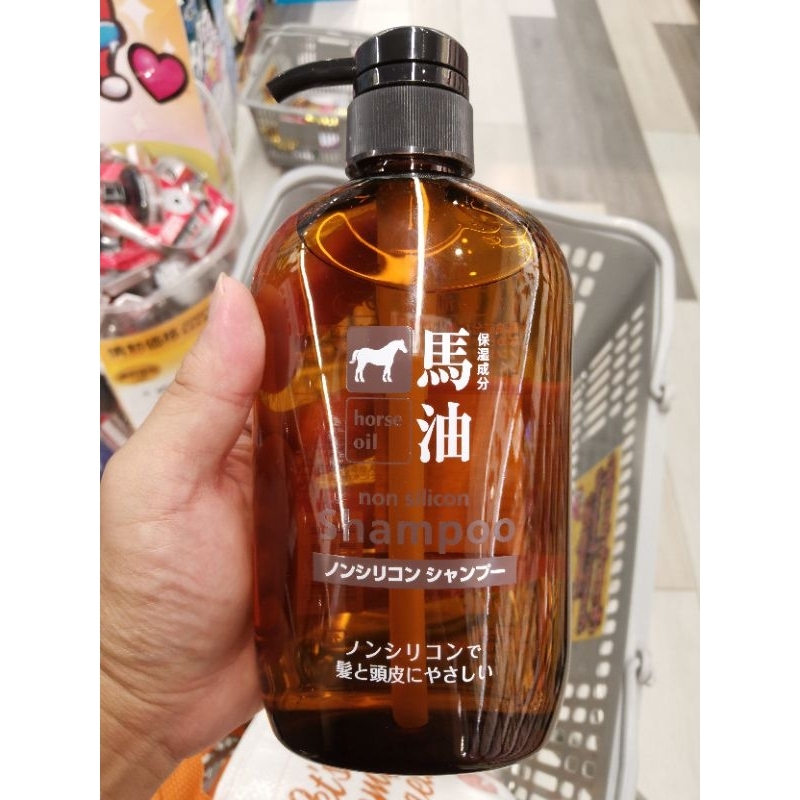 馬油
保湿成分
horse
oil
non silicon
Shampoo
ノンシリコン シャンプー
ノンシリコンで
髪と頭皮にやさしい